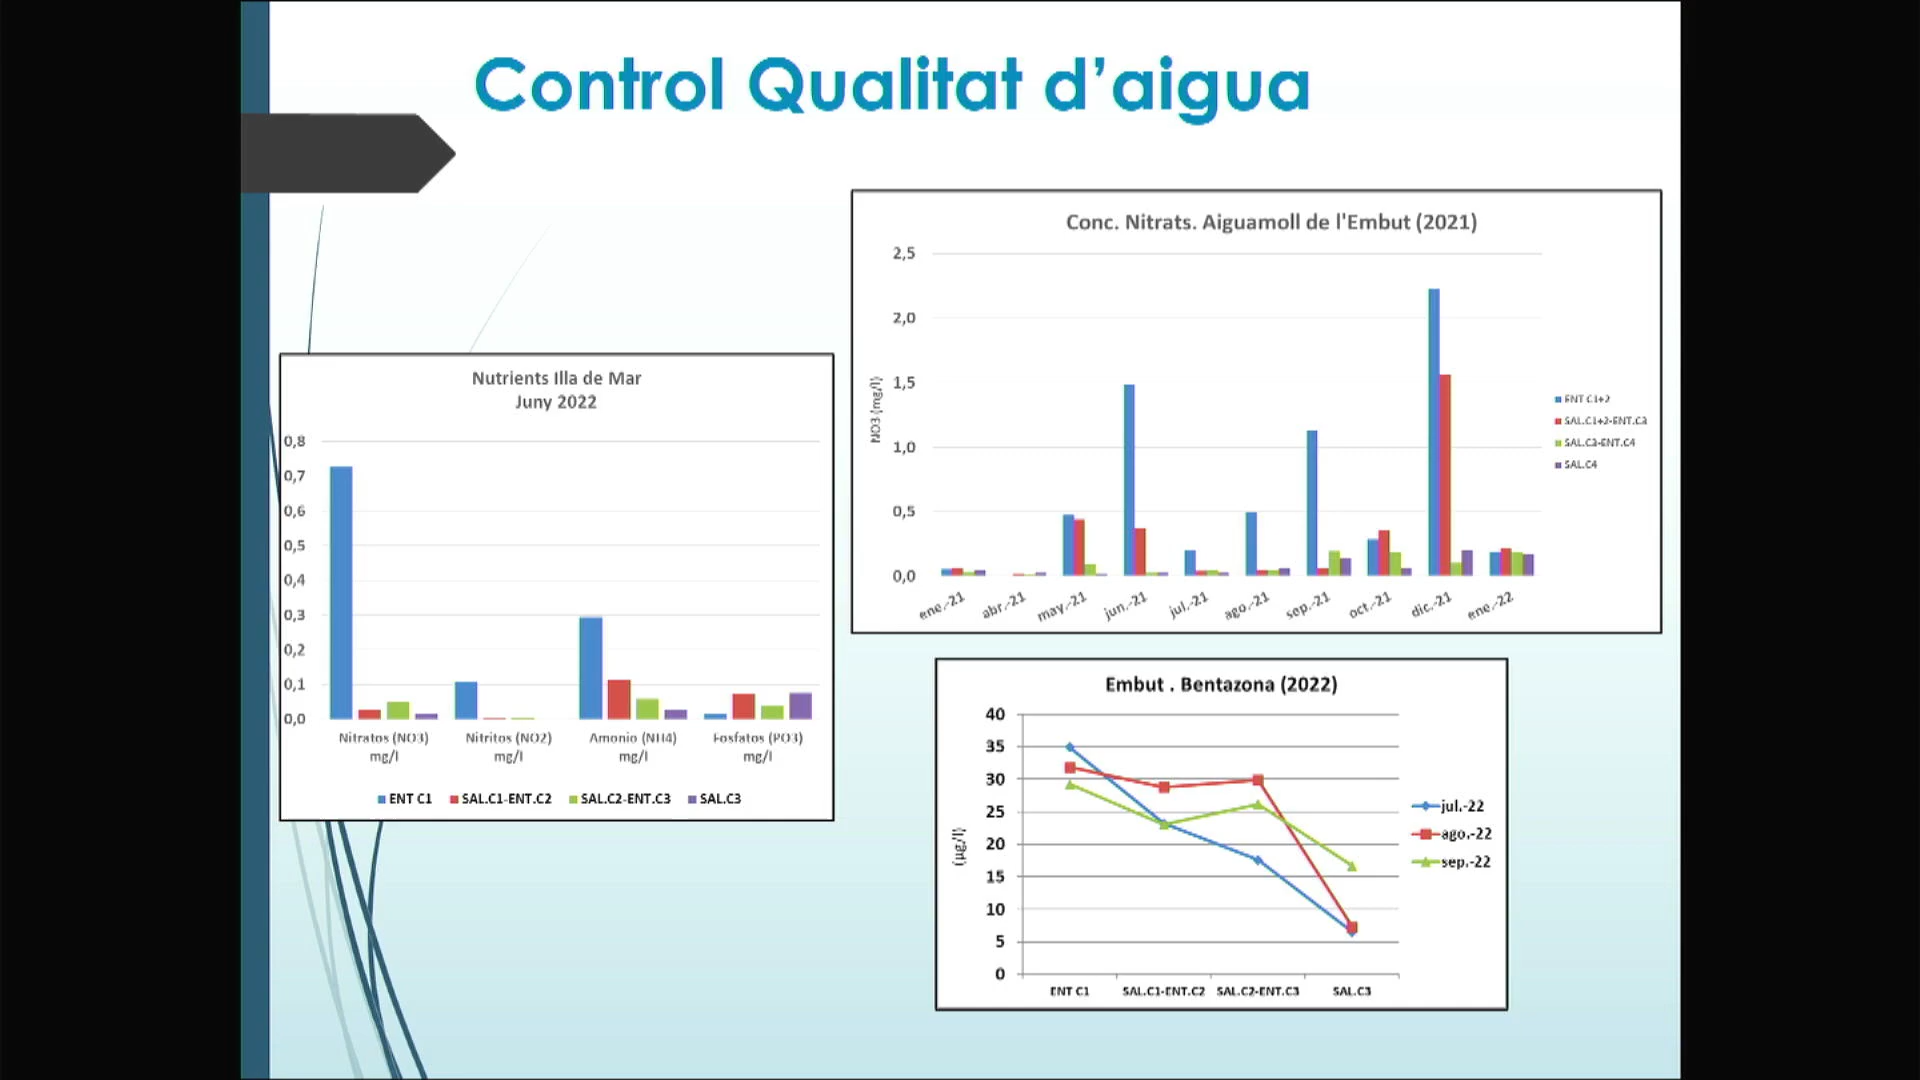 Control Qualitat d'aigua
Nutrients Illa de Mar
Juny 2022
0,8
0,7
0,6
0,5
0,4
0,3
0,2
0,1
0,0
Nitratos (NO3) mg/l
Nitritos (NO2) mg/l
Amonio (NH4) mg/l
Fosfatos (PO3) mg/l
ENT C1 SAL.C1-ENT.C2 SAL.C2-ENT.C3 SAL.C3
Conc. Nitrats. Aiguamoll de l'Embut (2021)
NO3 (mg/l)
2,5
2,0
1,5
1,0
0,5
0,0
ene.-21 abr.-21 may.-21 jun.-21 jul.-21 ago.-21 sep.-21 oct.-21 dic.-21 ene.-22
ENT C1+2
SAL.C1+2-ENT.C3
SAL.C3-ENT.C4
SAL.C4
Embut . Bentazona (2022)
(µg/l)
40
35
30
25
20
15
10
5
0
ENT C1 SAL.C1-ENT.C2 SAL.C2-ENT.C3 SAL.C3
jul.-22
ago.-22
sep.-22